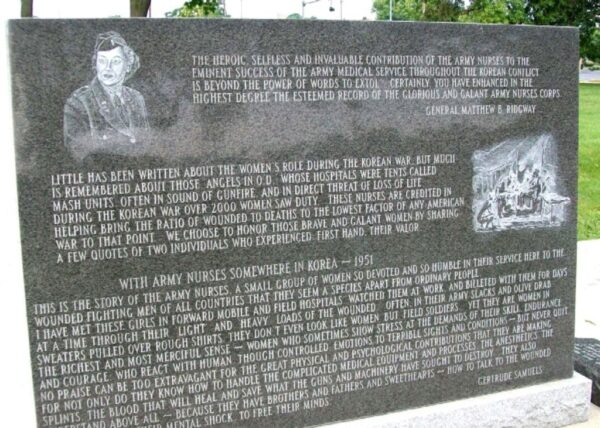 THE HEROIC, SELFLESS AND INVALUABLE CONTRIBUTION OF THE ARMY NURSES TO THE
EMINENT SUCCESS OF THE ARMY MEDICAL SERVICE THROUGHOUT THE KOREAN CONFLICT
IS BEYOND THE POWER OF WORDS TO EXTOL. CERTAINLY YOU HAVE ENHANCED IN THE
HIGHEST DEGREE THE ESTEEMED RECORD OF THE GLORIOUS AND GALANT ARMY NURSES CORPS.
GENERAL MATTHEW B. RIDGWAY
LITTLE HAS BEEN WRITTEN ABOUT THE WOMEN'S ROLE DURING THE KOREAN WAR, BUT MUCH
IS REMEMBERED ABOUT THOSE "ANGELS IN O.D." WHOSE HOSPITALS WERE TENTS CALLED
MASH UNITS, OFTEN IN SOUND OF GUNFIRE, AND IN DIRECT THREAT OF LOSS OF LIFE.
DURING THE KOREAN WAR OVER 2,000 WOMEN SAW DUTY. THESE NURSES ARE CREDITED IN
HELPING BRING THE RATIO OF WOUNDED TO DEATHS TO THE LOWEST FACTOR OF ANY AMERICAN
WAR TO THAT POINT. WE CHOOSE TO HONOR THOSE BRAVE AND GALANT WOMEN BY SHARING
A FEW QUOTES OF TWO INDIVIDUALS WHO EXPERIENCED, FIRST HAND, THEIR VALOR.
WITH ARMY NURSES SOMEWHERE IN KOREA - 1951
THIS IS THE STORY OF THE ARMY NURSES, A SMALL GROUP OF WOMEN SO DEVOTED AND SO HUMBLE IN THEIR SERVICE HERE TO THE
WOUNDED FIGHTING MEN OF ALL COUNTRIES THAT THEY SEEM A SPECIES APART FROM ORDINARY PEOPLE.
I HAVE MET THESE GIRLS IN FORWARD MOBILE AND FIELD HOSPITALS, WATCHED THEM AT WORK, AND BILLETED WITH THEM FOR DAYS
AT A TIME THROUGH THEIR "LIGHT" AND "HEAVY" LOADS OF THE WOUNDED. OFTEN, IN THEIR ARMY SLACKS AND OLIVE DRAB
SWEATERS PULLED OVER ROUGH SHIRTS, THEY DON'T EVEN LOOK LIKE WOMEN, BUT FIELD SOLDIERS. YET THEY ARE WOMEN IN
THE RICHEST AND MOST MERCIFUL SENSE - WOMEN WHO SOMETIMES SHOW STRESS AT THE DEMANDS OF THEIR SKILL, ENDURANCE,
AND COURAGE, WHO REACT WITH HUMAN, THOUGH CONTROLLED, EMOTIONS TO TERRIBLE SIGHTS AND CONDITIONS - BUT NEVER QUIT.
NO PRAISE CAN BE TOO EXTRAVAGANT FOR THE GREAT PHYSICAL AND PSYCHOLOGICAL CONTRIBUTIONS THAT THEY ARE MAKING,
FOR NOT ONLY DO THEY KNOW HOW TO HANDLE THE COMPLICATED MEDICAL EQUIPMENT AND PROCESSES, THE ANESTHETICS, THE
SPLINTS, THE BLOOD THAT WILL HEAL AND SAVE WHAT THE GUNS AND MACHINERY HAVE SOUGHT TO DESTROY, THEY ALSO
UNDERSTAND ABOVE ALL - BECAUSE THEY HAVE BROTHERS AND FATHERS AND SWEETHEARTS - HOW TO TALK TO THE WOUNDED
THEIR MENTAL SHOCK, TO FREE THEIR MINDS.
GERTRUDE SAMUELS